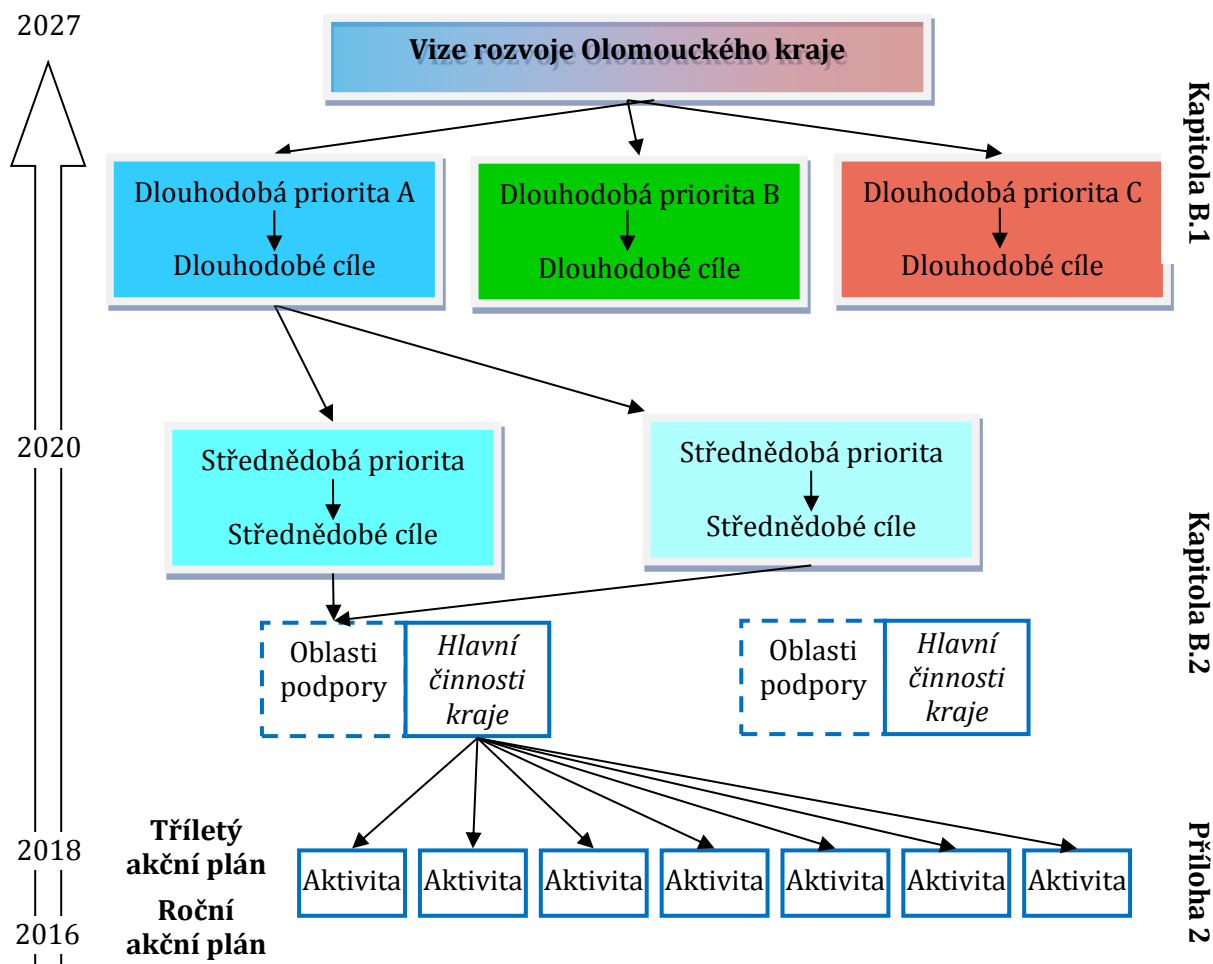 2027
Vize rozvoje Olomouckého kraje
Kapitola B.1
Dlouhodobá priorita A
Dlouhodobé cíle
Dlouhodobá priorita B
Dlouhodobé cíle
Dlouhodobá priorita C
Dlouhodobé cíle
2020
Střednědobá priorita
Střednědobé cíle
Střednědobá priorita
Střednědobé cíle
Kapitola B.2
Oblasti
podpory
Hlavní
činnosti
kraje
Oblasti
podpory
Hlavní
činnosti
kraje
2018
Tříletý
akční plán
Aktivita
Aktivita
Aktivita
Aktivita
Aktivita
Aktivita
Aktivita
Příloha 2
2016
Roční
akční plán